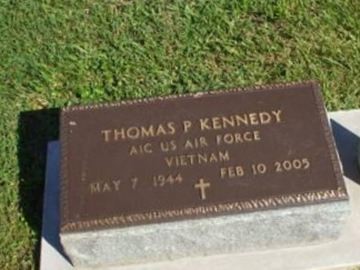 THOMAS P KENNEDY
A1C US AIR FORCE
VIETNAM
MAY 7 1944 FEB 10 2005